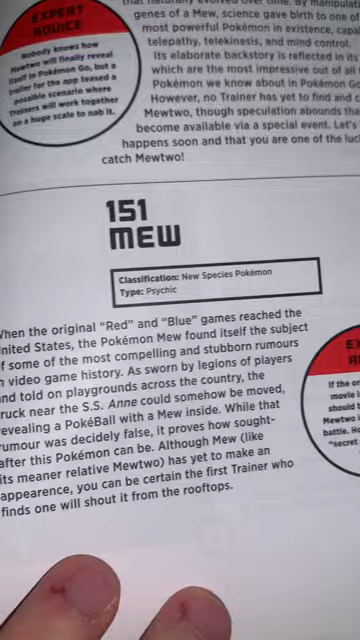 EXPERT
ADVICE
Nobody knows how
Mewtwo will finally reveal
itself in Pokémon Go, but a
trailer for the app teased a
possible scenario where
Trainers will work together
on a huge scale to nab it.
that naturally evolved over time. By
genes of a Mew, science gave birth to one of
most powerful Pokémon in existence,
telepathy, telekinesis, and mind control.
Its elaborate backstory is reflected in its
which are the most impressive out of all
Pokémon we know about in Pokémon Go
However, no Trainer has yet to find and
Mewtwo, though speculation abounds tha
become available via a special event. Let's
happens soon and that you are one of the luc
catch Mewtwo!
151
MEW
Classification: New Species Pokémon
Type: Psychic
When the original "Red" and "Blue" games reached the
United States, the Pokémon Mew found itself the subject
of some of the most compelling and stubborn rumours
n video game history. As sworn by legions of players
and told on playgrounds across the country, the
truck near the S.S. Anne could somehow be moved,
revealing a PokéBall with a Mew inside. While that
rumour was decidely false, it proves how sought-
after this Pokémon can be. Although Mew (like
its meaner relative Mewtwo) has yet to make an
appearence, you can be certain the first Trainer who
finds one will shout it from the rooftops.
EX
If the
movie i
should
Mewtwo
battle. Ho
"secret